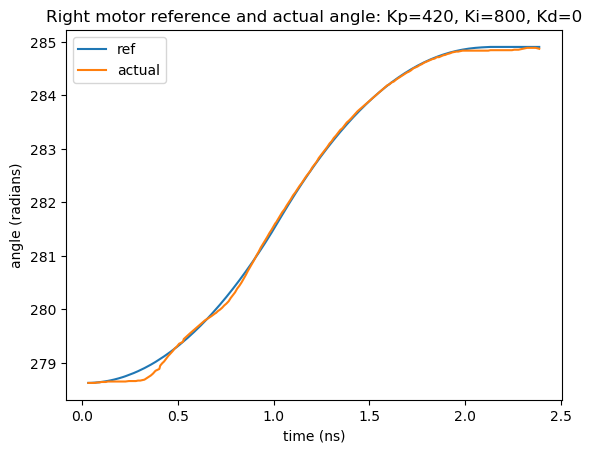 Right motor reference and actual angle: Kp=420, Ki=800, Kd=0
ref
actual
285
284
283
282
281
280
279
angle (radians)
0.0 0.5 1.0 1.5 2.0 2.5
time (ns)